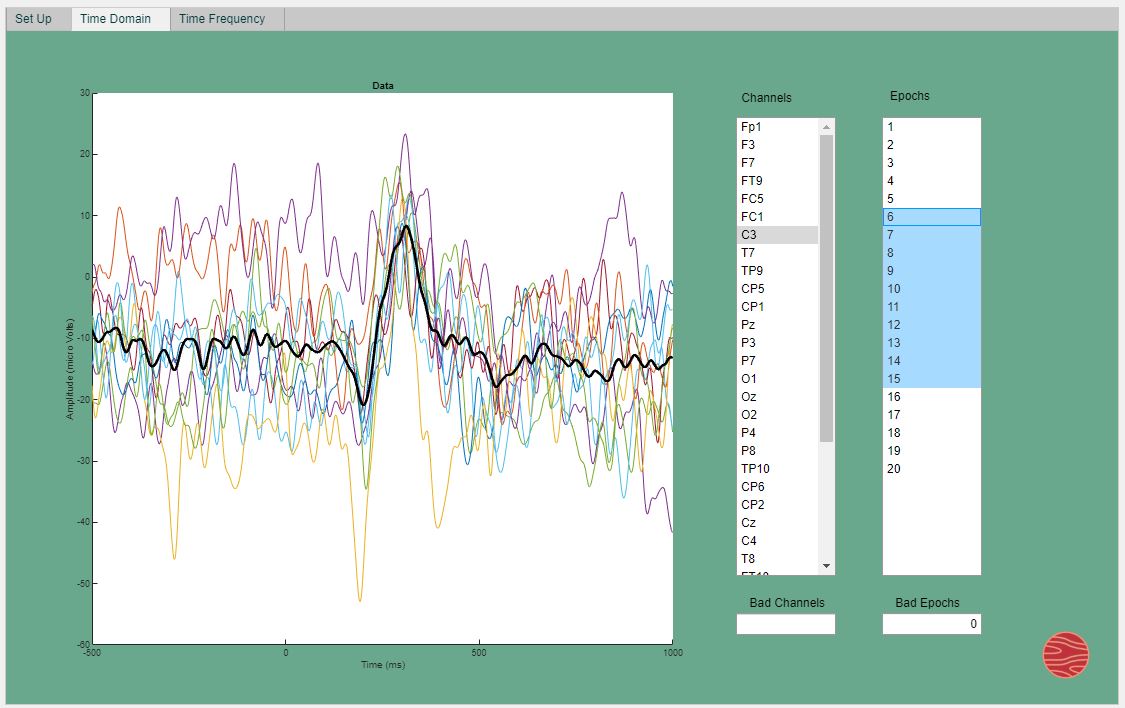 Set Up
Time Domain
Time Frequency
Data
30
20
10
0
-10
-20
-30
-40
-50
-60
Amplitude (micro Volts)
-500
0
500
1000
Time (ms)
Channels
Fp1
F3
F7
FT9
FC5
FC1
C3
T7
TP9
CP5
CP1
Pz
P3
P7
O1
Oz
O2
P4
P8
TP10
CP6
CP2
Cz
C4
T8
FT10
Bad Channels
Epochs
1
2
3
4
5
6
7
8
9
10
11
12
13
14
15
16
17
18
19
20
Bad Epochs
0